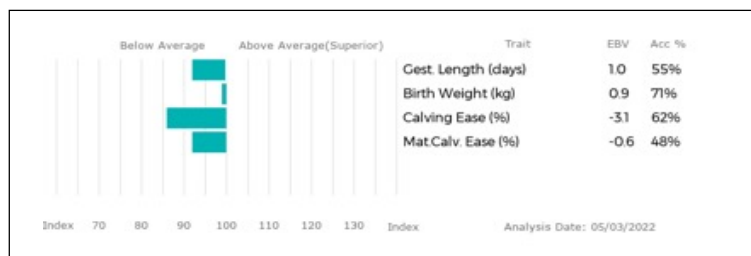 Below Average Above Average(Superior) Trait EBV Acc %
Gest. Length (days) 1.0 55%
Birth Weight (kg) 0.9 71%
Calving Ease (%) -3.1 62%
Mat.Calv. Ease (%) -0.6 48%
Index 70 80 90 100 110 120 130 Index Analysis Date: 05/03/2022